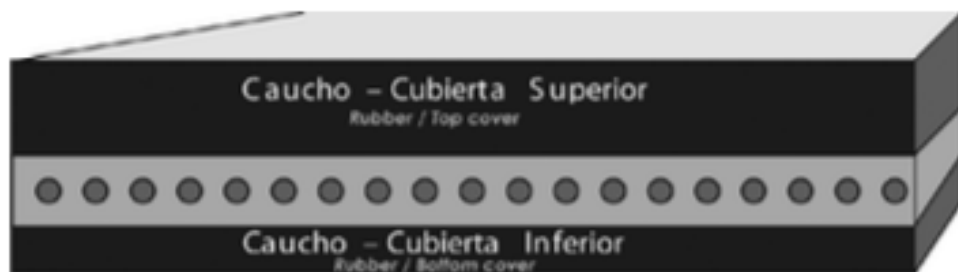 Caucho – Cubierta Superior
Rubber / Top cover
Caucho – Cubierta Inferior
Rubber / Bottom cover